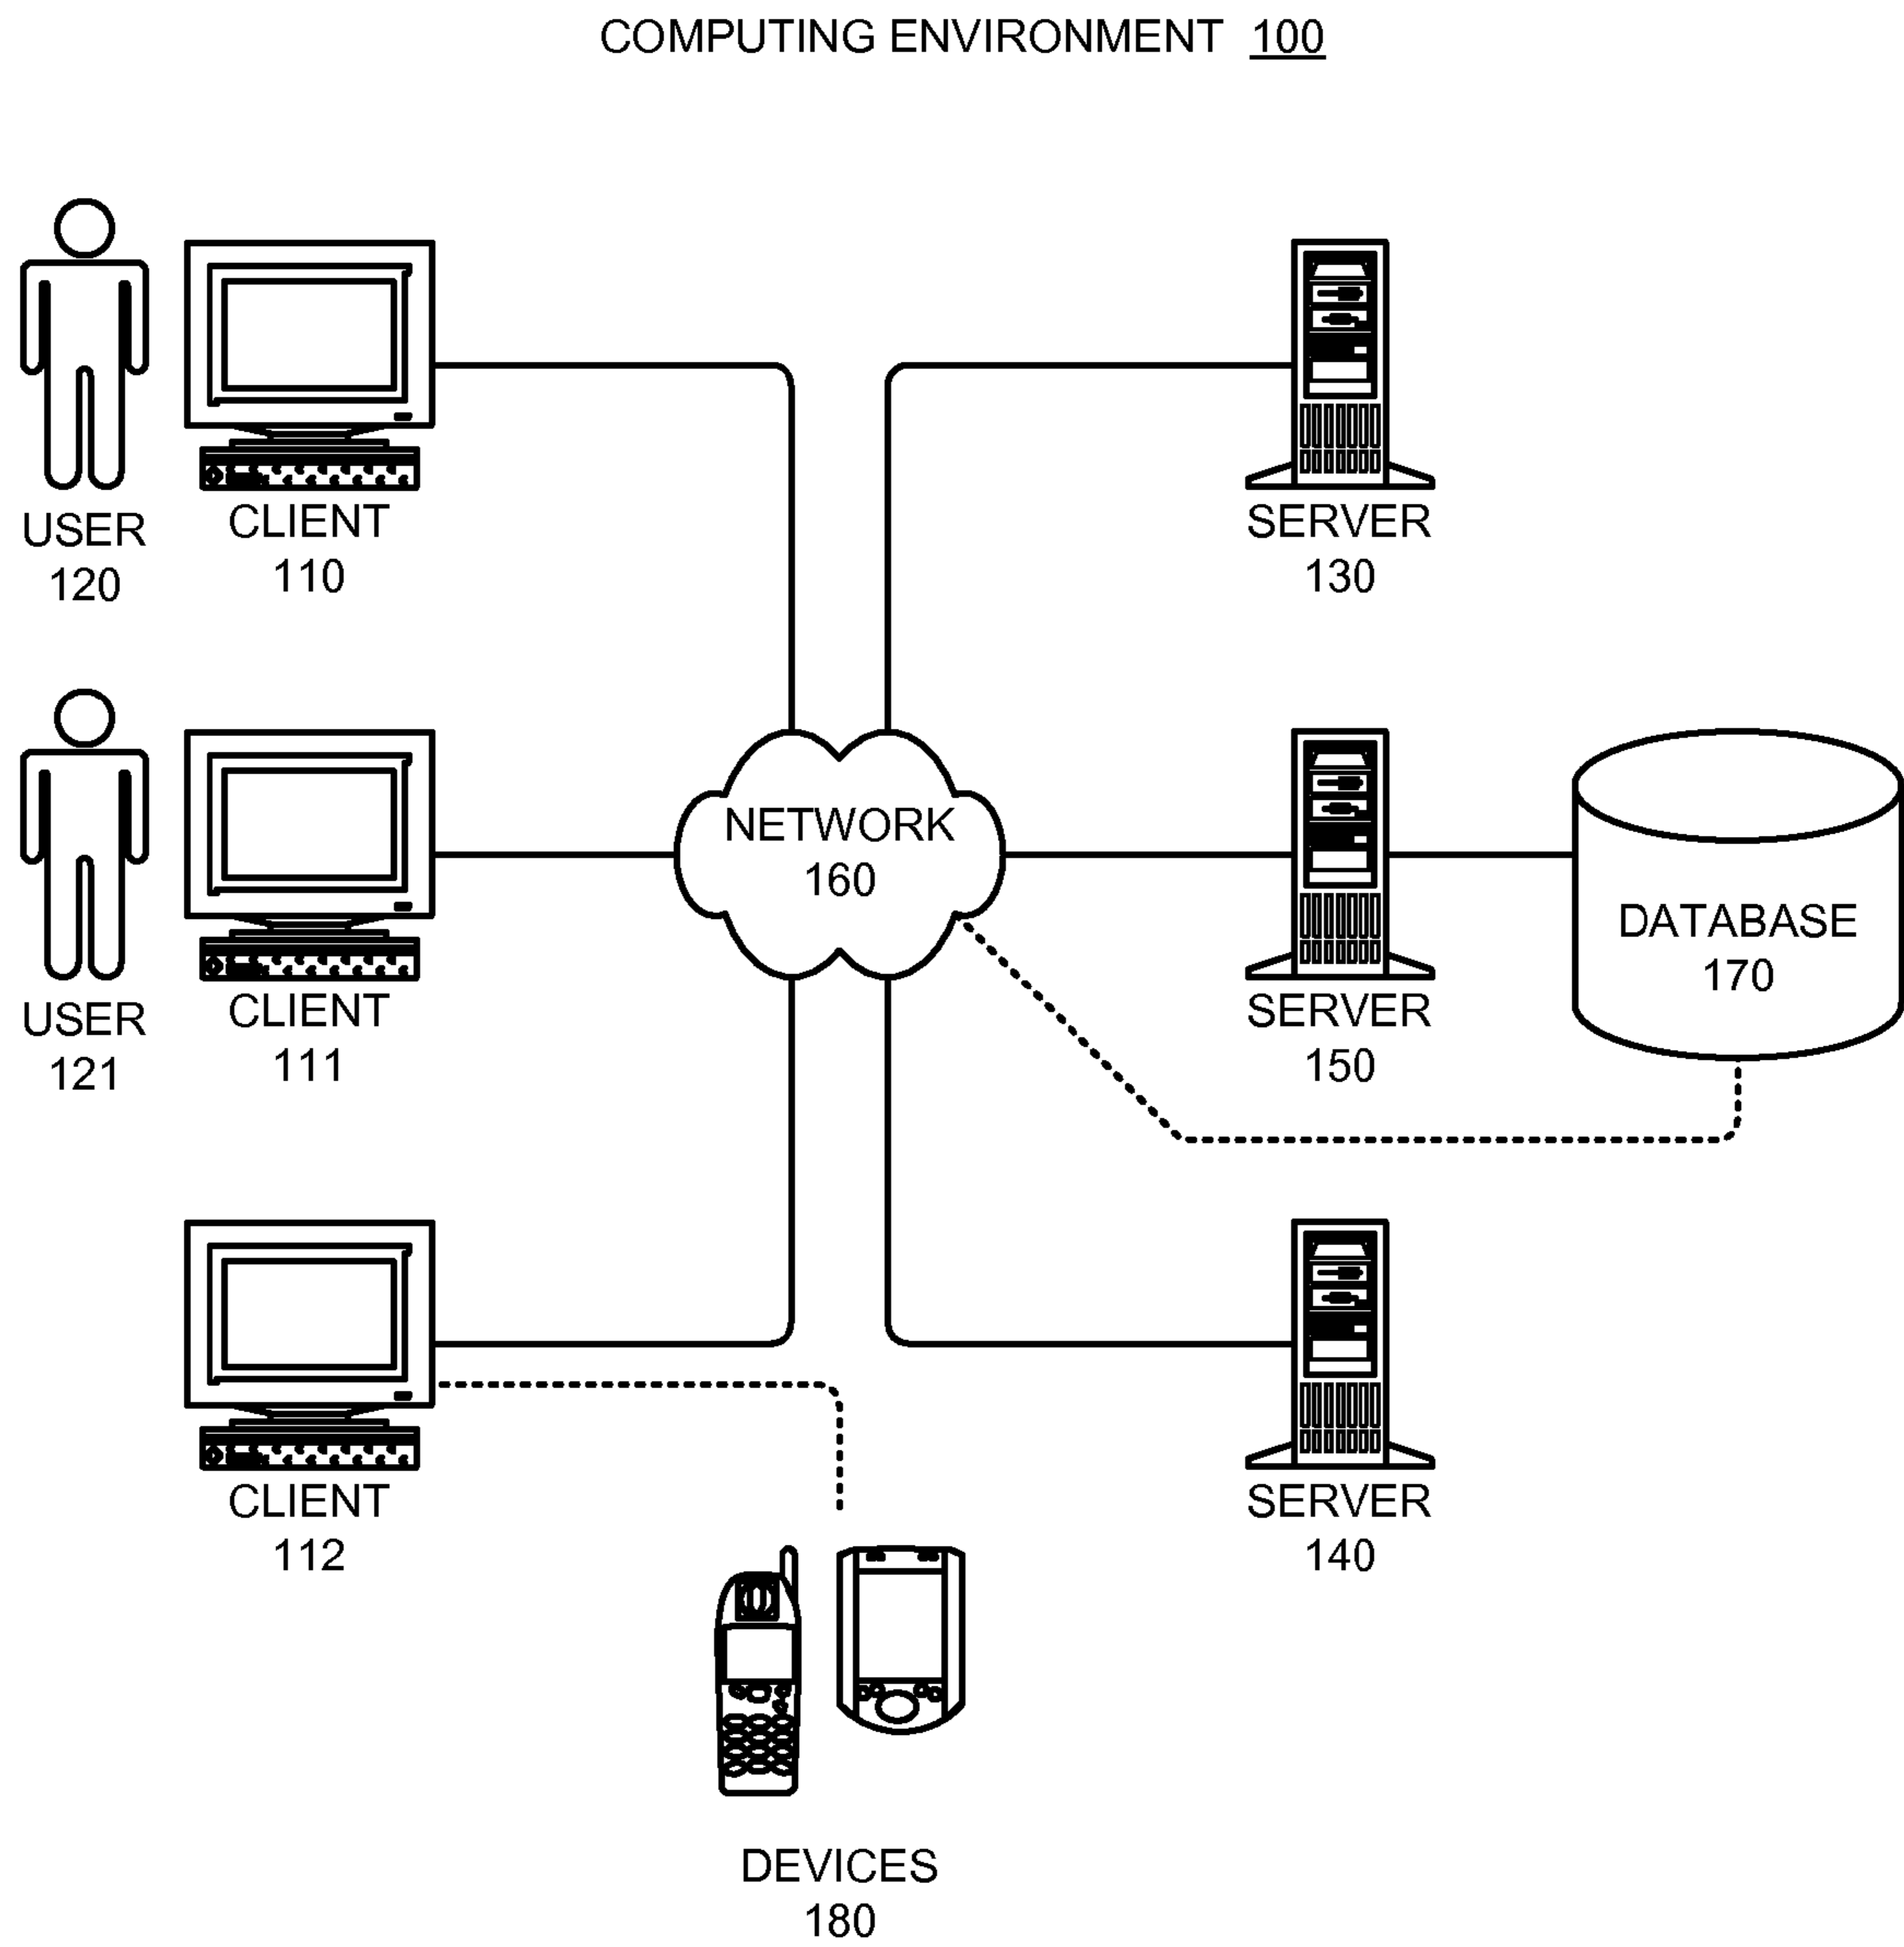 COMPUTING ENVIRONMENT 100
USER
120
CLIENT
110
SERVER
130
USER
121
CLIENT
111
NETWORK
160
SERVER
150
DATABASE
170
CLIENT
112
SERVER
140
DEVICES
180